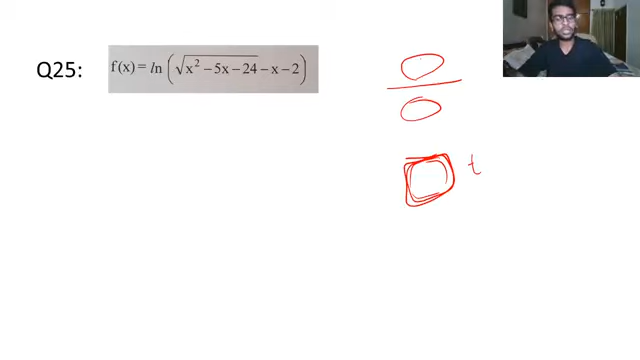 Q25: f(x) = ln ( √x² − 5x − 24 − x − 2 )
t